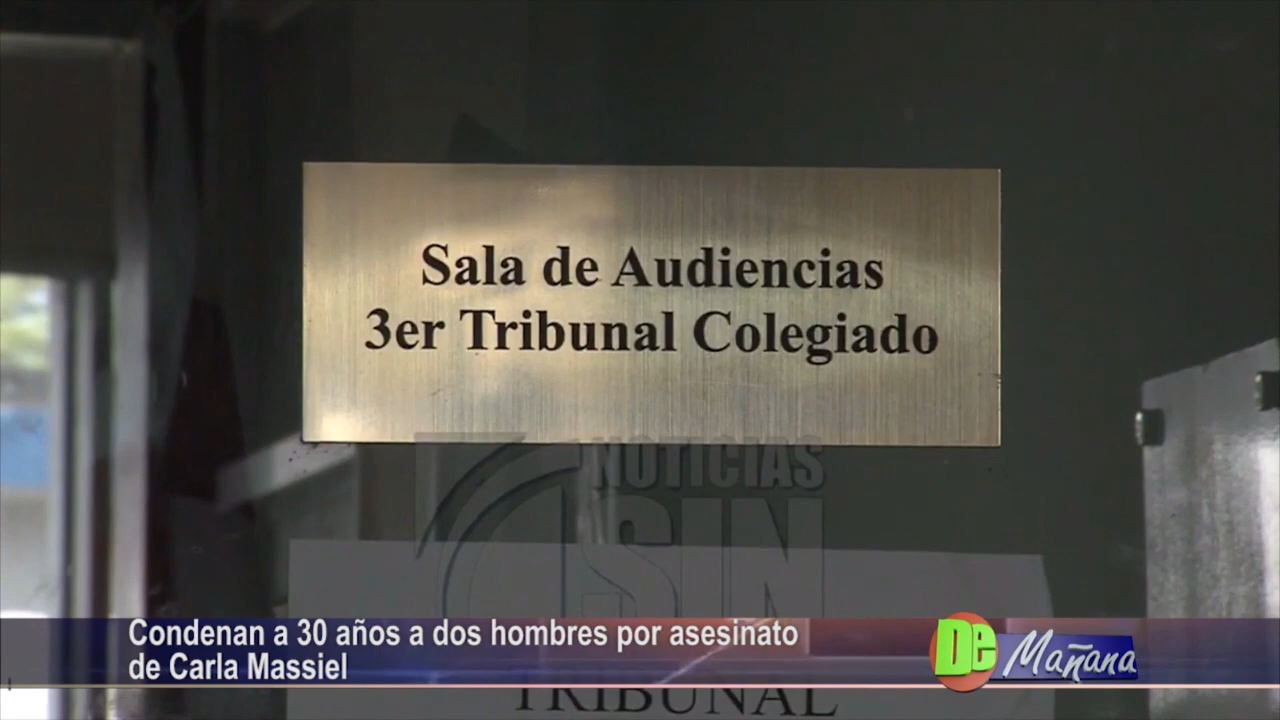 Sala de Audiencias
3er Tribunal Colegiado
NOTICIAS
SIN
Condenan a 30 años a dos hombres por asesinato
de Carla Massiel
De Mañana
TRIBUNAL